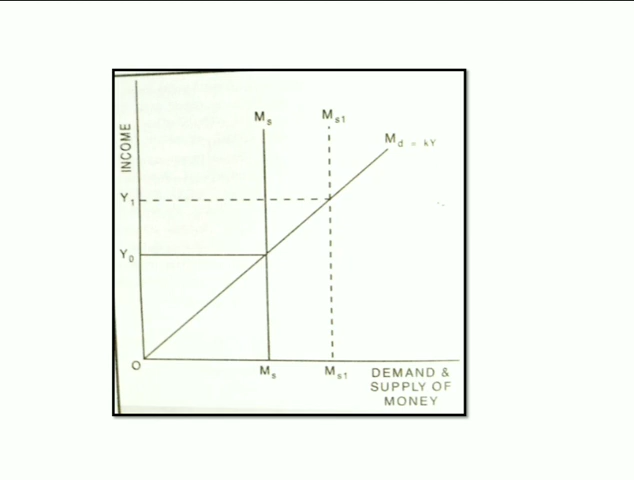 INCOME
Ms
Ms1
Md = kY
Y1
Y0
O
Ms
Ms1
DEMAND &
SUPPLY OF
MONEY